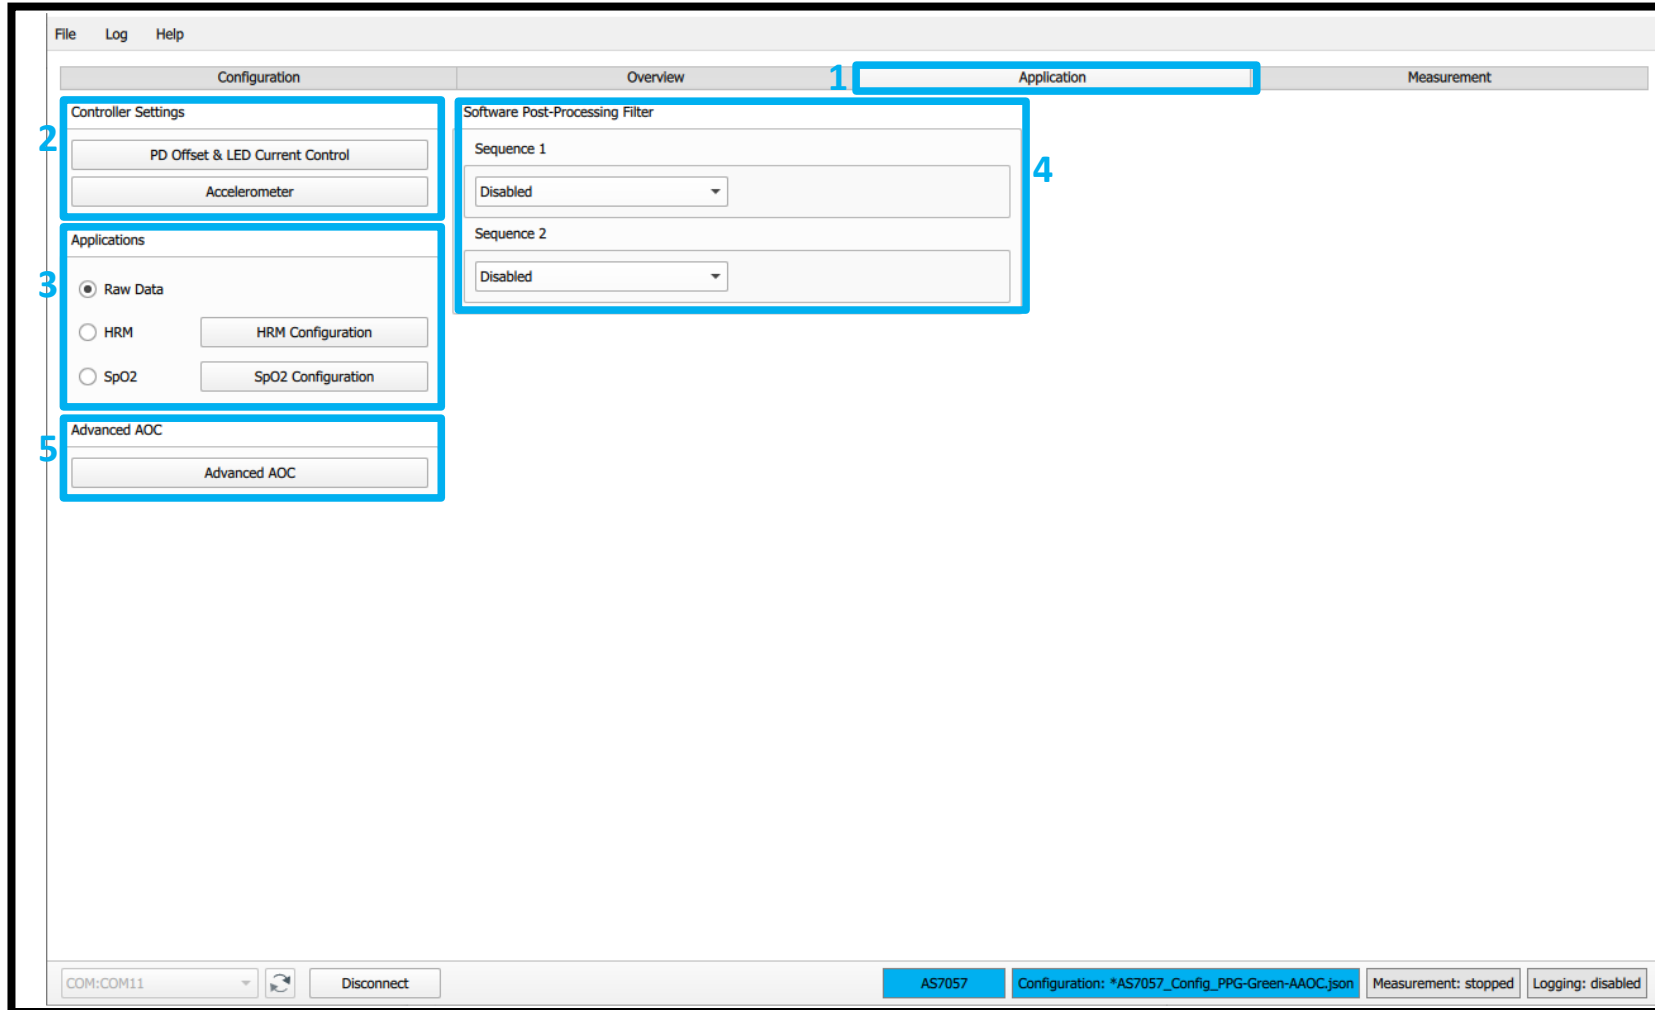 File Log Help
Configuration Overview 1 Application Measurement
Controller Settings
2
PD Offset & LED Current Control
Accelerometer
Applications
3
Raw Data
HRM HRM Configuration
SpO2 SpO2 Configuration
Advanced AOC
5
Advanced AOC
Software Post-Processing Filter
Sequence 1
4
Disabled
Sequence 2
Disabled
COM:COM11 Disconnect AS7057 Configuration: *AS7057_Config_PPG-Green-AAOC.json Measurement: stopped Logging: disabled